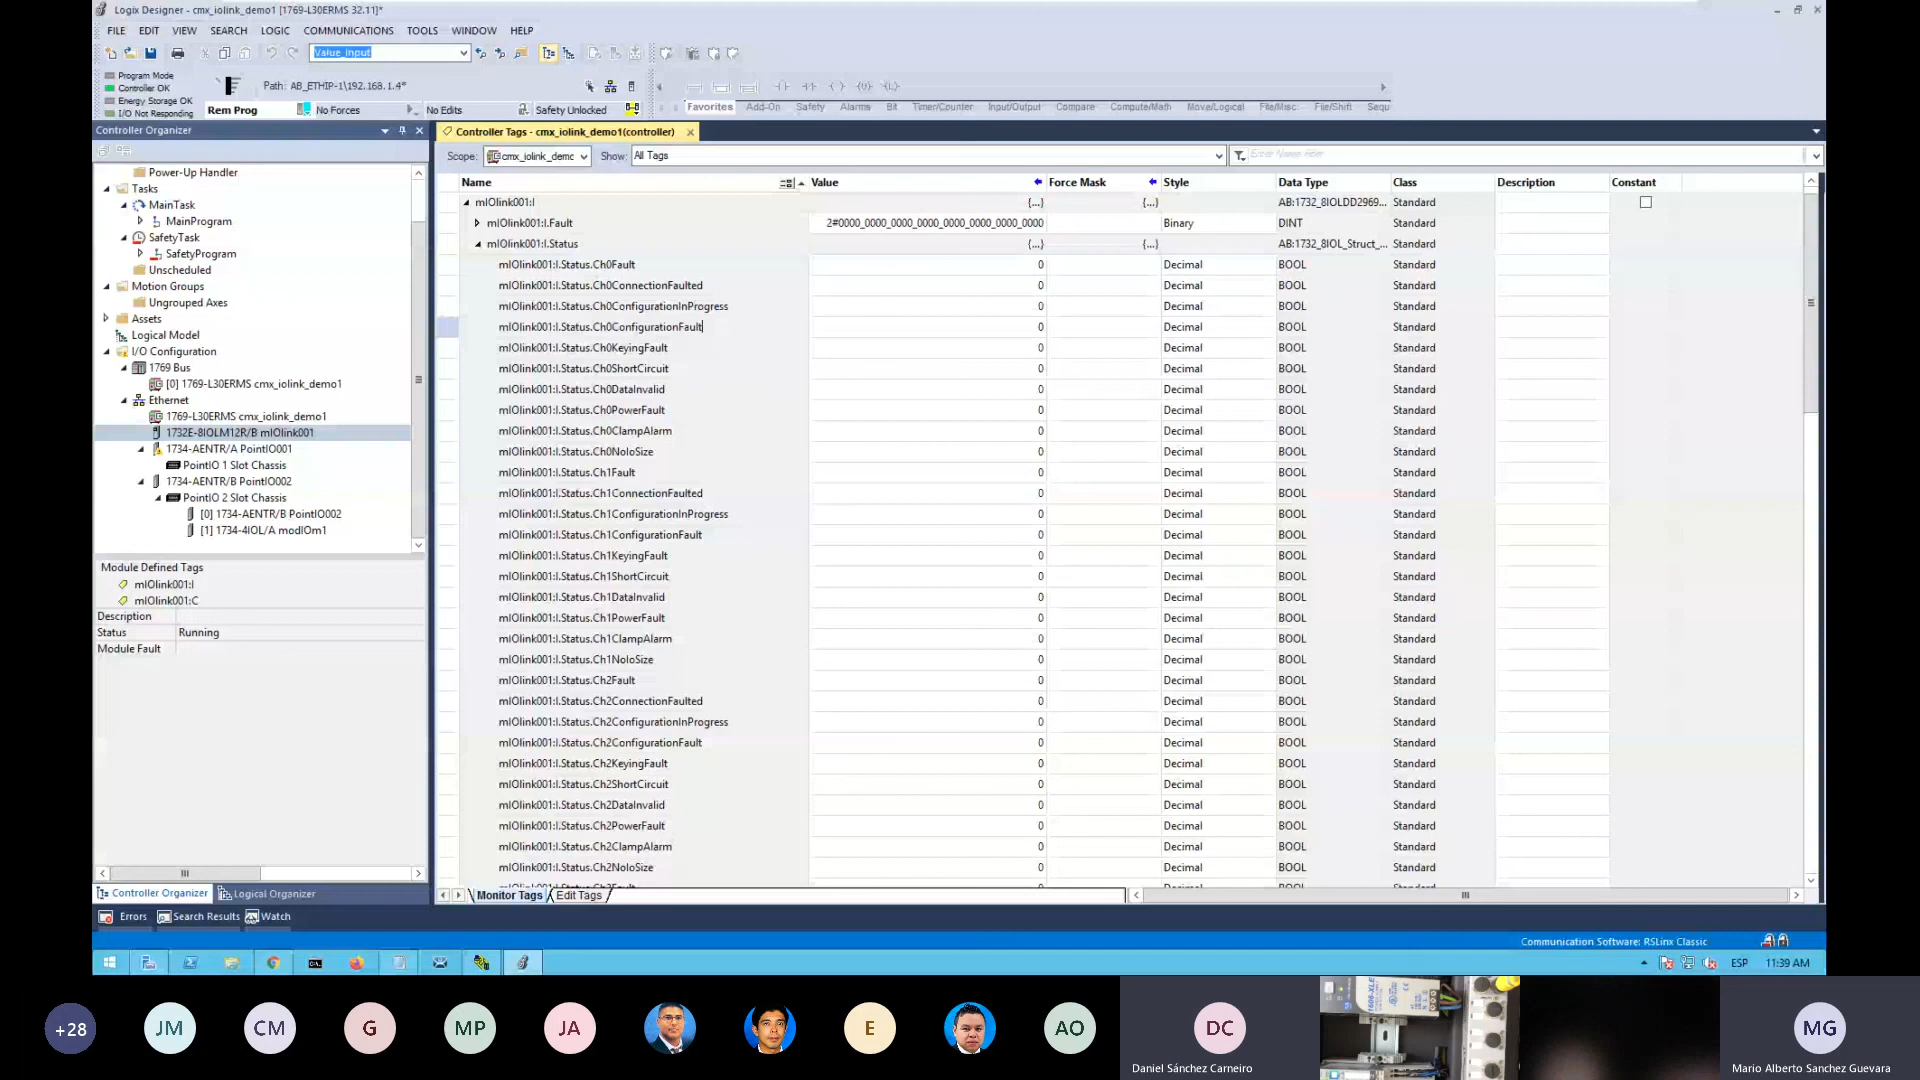 Logix Designer - cmx_iolink_demo1 [1769-L30ERMS 32.11]*
FILE EDIT VIEW SEARCH LOGIC COMMUNICATIONS TOOLS WINDOW HELP
Value_Input
Program Mode
Controller OK
Energy Storage OK
I/O Not Responding
Path: AB_ETHIP-1\192.168.1.4*
Rem Prog No Forces No Edits Safety Unlocked
Favorites Add-On Safety Alarms Bit Timer/Counter Input/Output Compare Compute/Math Move/Logical File/Misc. File/Shift Sequ
Controller Organizer
Power-Up Handler
Tasks
MainTask
MainProgram
SafetyTask
SafetyProgram
Unscheduled
Motion Groups
Ungrouped Axes
Assets
Logical Model
I/O Configuration
1769 Bus
[0] 1769-L30ERMS cmx_iolink_demo1
Ethernet
1769-L30ERMS cmx_iolink_demo1
1732E-8IOLM12R/B mIOlink001
1734-AENTR/A PointIO001
PointIO 1 Slot Chassis
1734-AENTR/B PointIO002
PointIO 2 Slot Chassis
[0] 1734-AENTR/B PointIO002
[1] 1734-4IOL/A modIOm1
Module Defined Tags
mIOlink001:I
mIOlink001:C
Description
Status Running
Module Fault
Controller Organizer Logical Organizer
Controller Tags - cmx_iolink_demo1(controller)
Scope: cmx_iolink_demc Show: All Tags Enter Name Filter
Name Value Force Mask Style Data Type Class Description Constant
mIOlink001:I {...} {...} AB:1732_8IOLDD2969... Standard
mIOlink001:I.Fault 2#0000_0000_0000_0000_0000_0000_0000_0000 Binary DINT Standard
mIOlink001:I.Status {...} {...} AB:1732_8IOL_Struct_... Standard
mIOlink001:I.Status.Ch0Fault 0 Decimal BOOL Standard
mIOlink001:I.Status.Ch0ConnectionFaulted 0 Decimal BOOL Standard
mIOlink001:I.Status.Ch0ConfigurationInProgress 0 Decimal BOOL Standard
mIOlink001:I.Status.Ch0ConfigurationFault 0 Decimal BOOL Standard
mIOlink001:I.Status.Ch0KeyingFault 0 Decimal BOOL Standard
mIOlink001:I.Status.Ch0ShortCircuit 0 Decimal BOOL Standard
mIOlink001:I.Status.Ch0DataInvalid 0 Decimal BOOL Standard
mIOlink001:I.Status.Ch0PowerFault 0 Decimal BOOL Standard
mIOlink001:I.Status.Ch0ClampAlarm 0 Decimal BOOL Standard
mIOlink001:I.Status.Ch0NoIoSize 0 Decimal BOOL Standard
mIOlink001:I.Status.Ch1Fault 0 Decimal BOOL Standard
mIOlink001:I.Status.Ch1ConnectionFaulted 0 Decimal BOOL Standard
mIOlink001:I.Status.Ch1ConfigurationInProgress 0 Decimal BOOL Standard
mIOlink001:I.Status.Ch1ConfigurationFault 0 Decimal BOOL Standard
mIOlink001:I.Status.Ch1KeyingFault 0 Decimal BOOL Standard
mIOlink001:I.Status.Ch1ShortCircuit 0 Decimal BOOL Standard
mIOlink001:I.Status.Ch1DataInvalid 0 Decimal BOOL Standard
mIOlink001:I.Status.Ch1PowerFault 0 Decimal BOOL Standard
mIOlink001:I.Status.Ch1ClampAlarm 0 Decimal BOOL Standard
mIOlink001:I.Status.Ch1NoIoSize 0 Decimal BOOL Standard
mIOlink001:I.Status.Ch2Fault 0 Decimal BOOL Standard
mIOlink001:I.Status.Ch2ConnectionFaulted 0 Decimal BOOL Standard
mIOlink001:I.Status.Ch2ConfigurationInProgress 0 Decimal BOOL Standard
mIOlink001:I.Status.Ch2ConfigurationFault 0 Decimal BOOL Standard
mIOlink001:I.Status.Ch2KeyingFault 0 Decimal BOOL Standard
mIOlink001:I.Status.Ch2ShortCircuit 0 Decimal BOOL Standard
mIOlink001:I.Status.Ch2DataInvalid 0 Decimal BOOL Standard
mIOlink001:I.Status.Ch2PowerFault 0 Decimal BOOL Standard
mIOlink001:I.Status.Ch2ClampAlarm 0 Decimal BOOL Standard
mIOlink001:I.Status.Ch2NoIoSize 0 Decimal BOOL Standard
Monitor Tags Edit Tags
Errors Search Results Watch
Communication Software: RSLinx Classic
ESP 11:39 AM
+28 JM CM G MP JA E AO DC MG
Daniel Sánchez Carneiro
Mario Alberto Sanchez Guevara